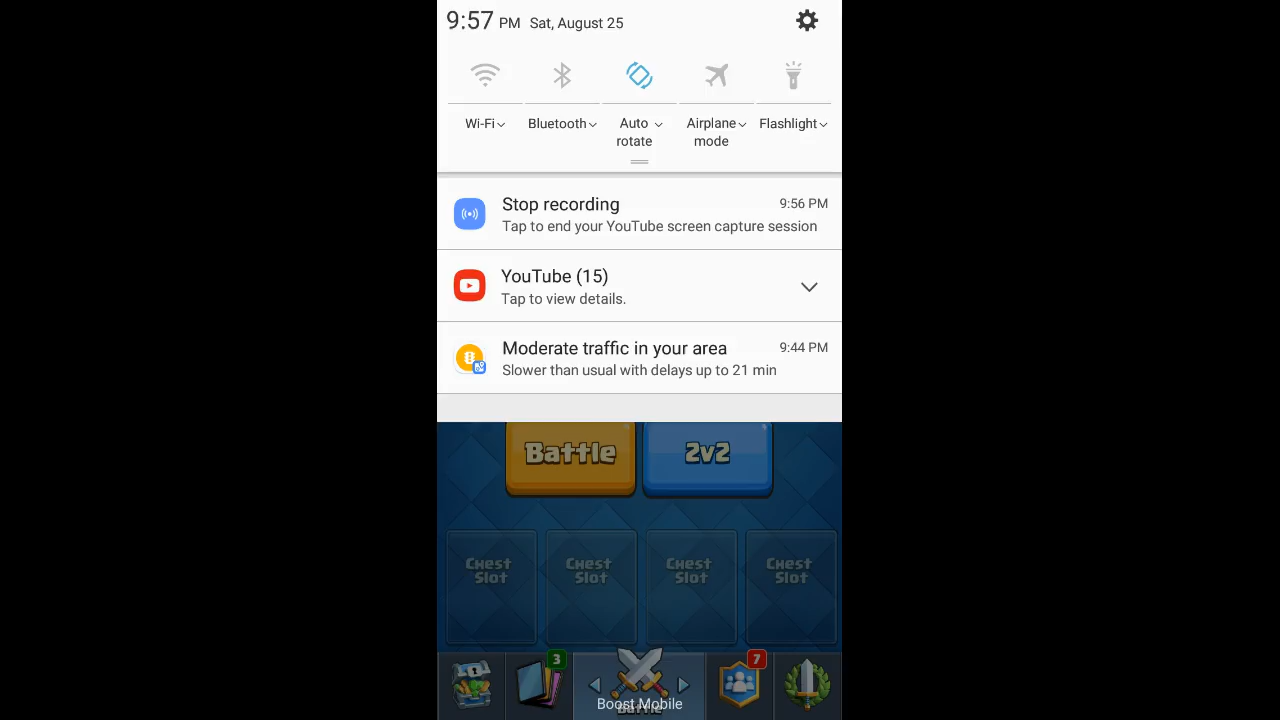 9:57 PM Sat, August 25
Wi-Fi Bluetooth Auto rotate Airplane mode Flashlight
Stop recording 9:56 PM
Tap to end your YouTube screen capture session
YouTube (15)
Tap to view details.
Moderate traffic in your area 9:44 PM
Slower than usual with delays up to 21 min
Battle 2v2
Chest Slot Chest Slot Chest Slot Chest Slot
3 7
Boost Mobile
Battle